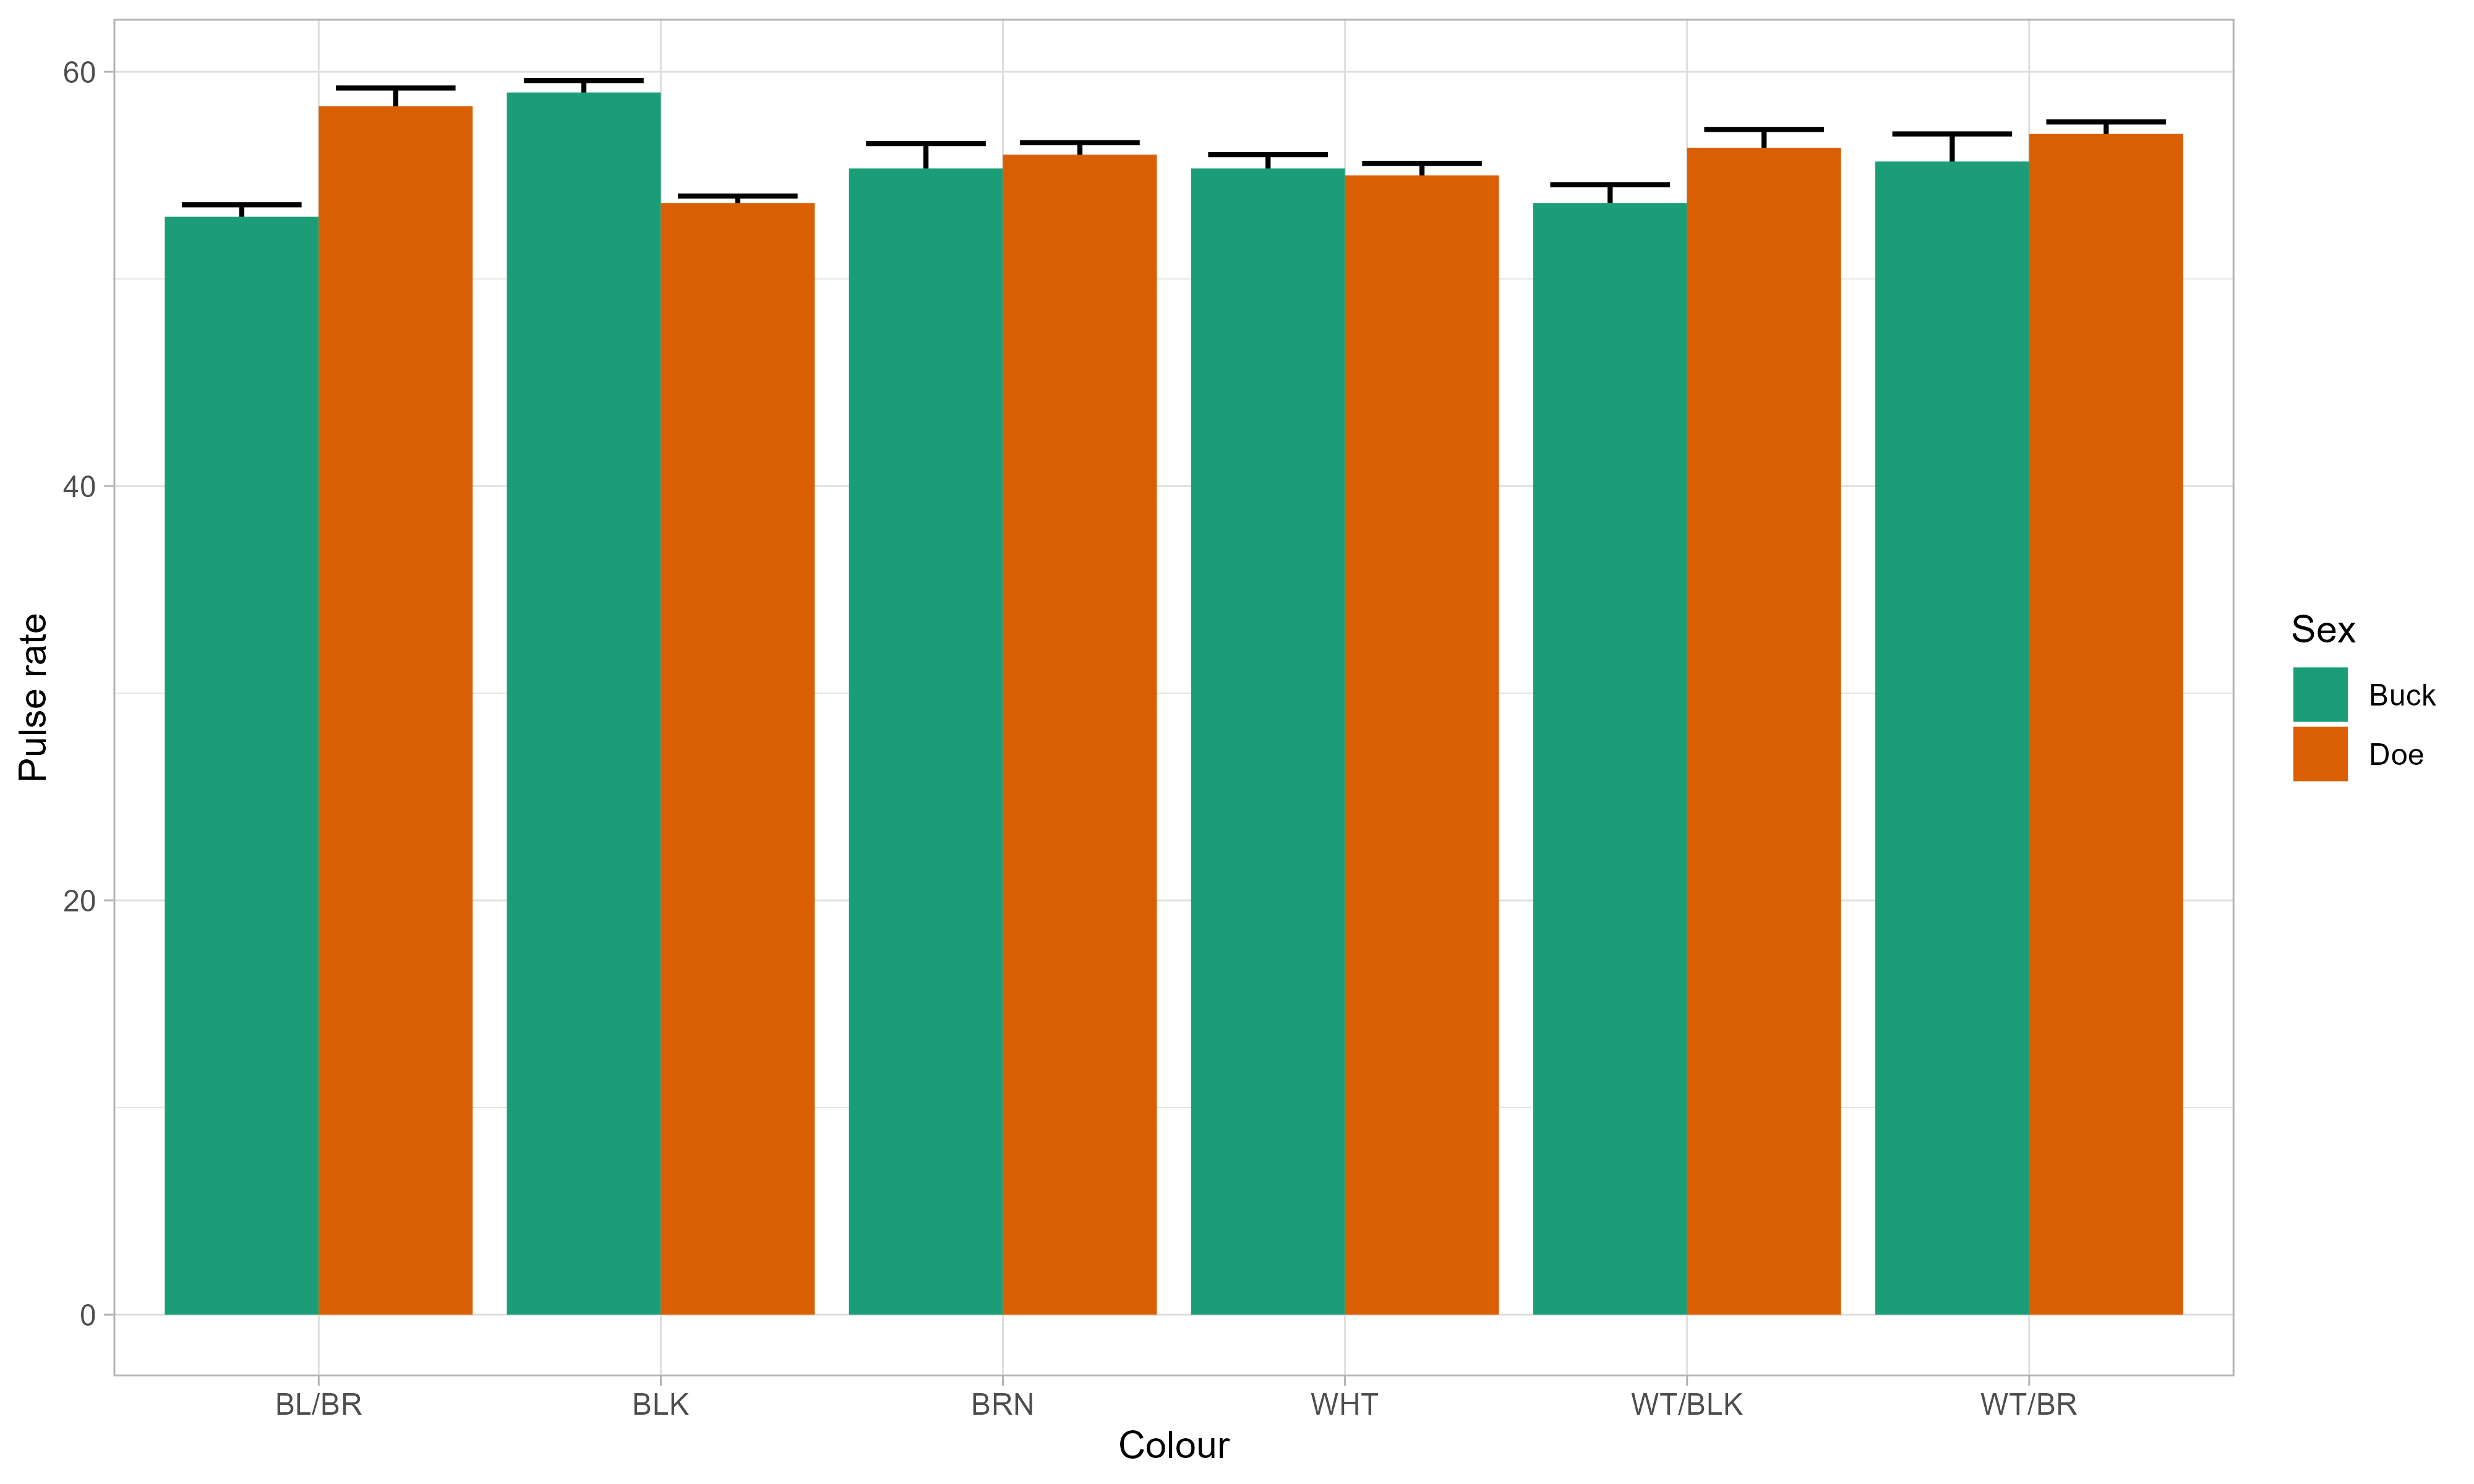 60
40
20
0
Pulse rate
BL/BR
BLK
BRN
WHT
WT/BLK
WT/BR
Colour
Sex
Buck
Doe